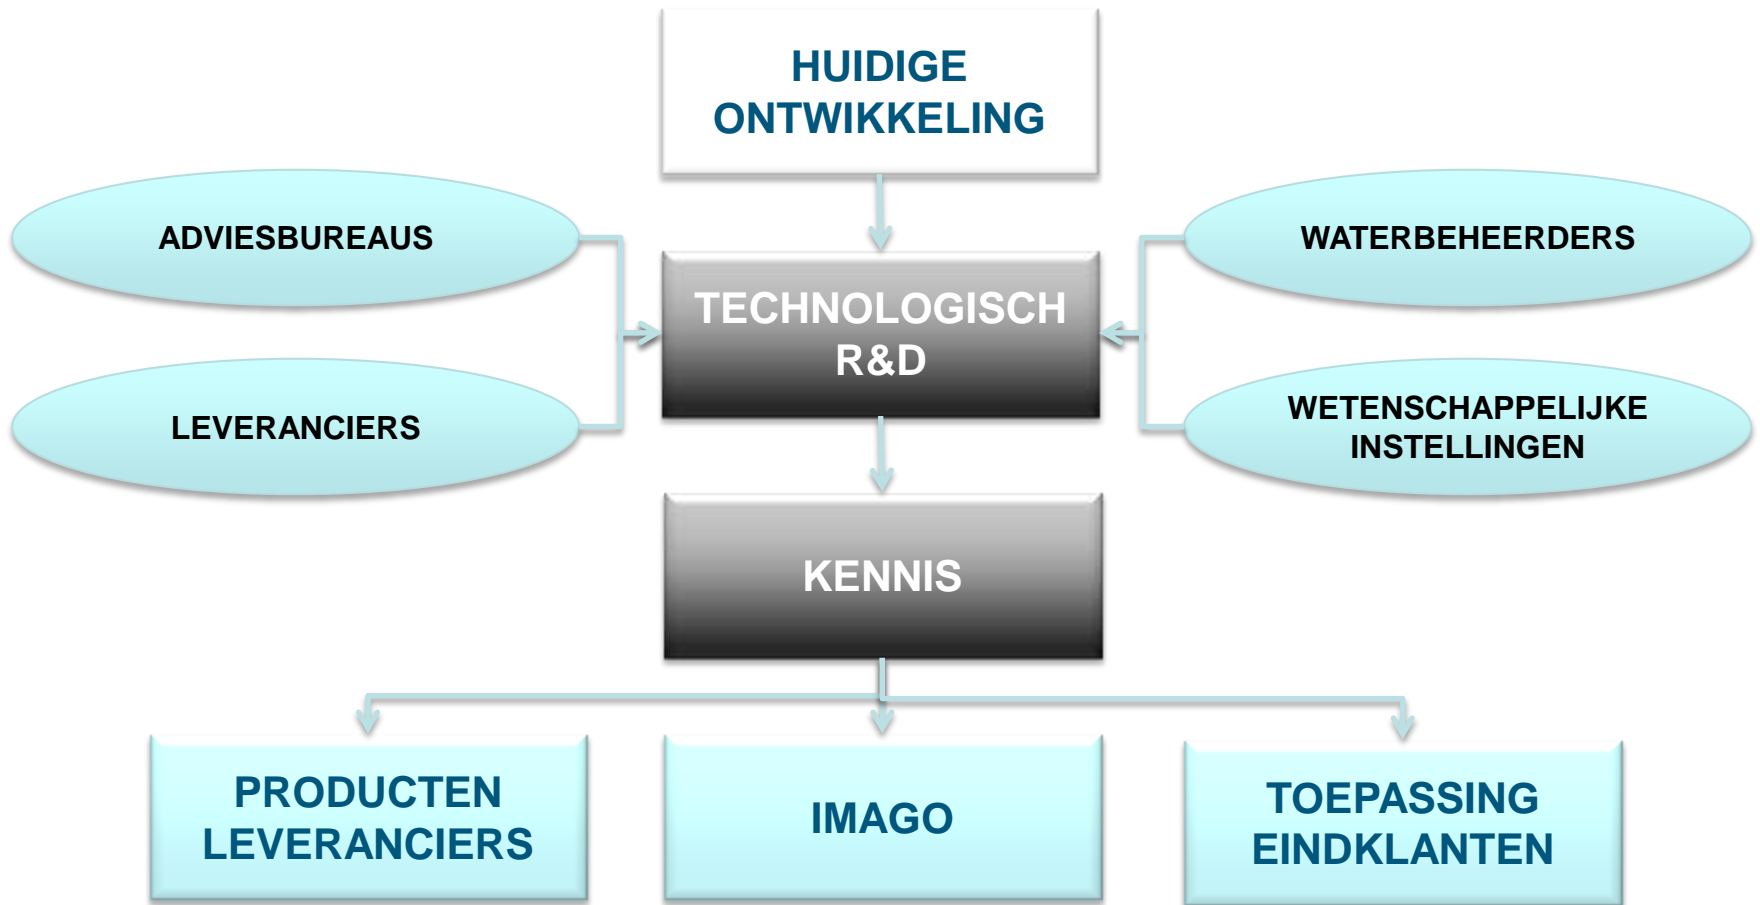 HUIDIGE
ONTWIKKELING
ADVIESBUREAUS
WATERBEHEERDERS
TECHNOLOGISCH
R&D
LEVERANCIERS
WETENSCHAPPELIJKE
INSTELLINGEN
KENNIS
PRODUCTEN
LEVERANCIERS
IMAGO
TOEPASSING
EINDKLANTEN